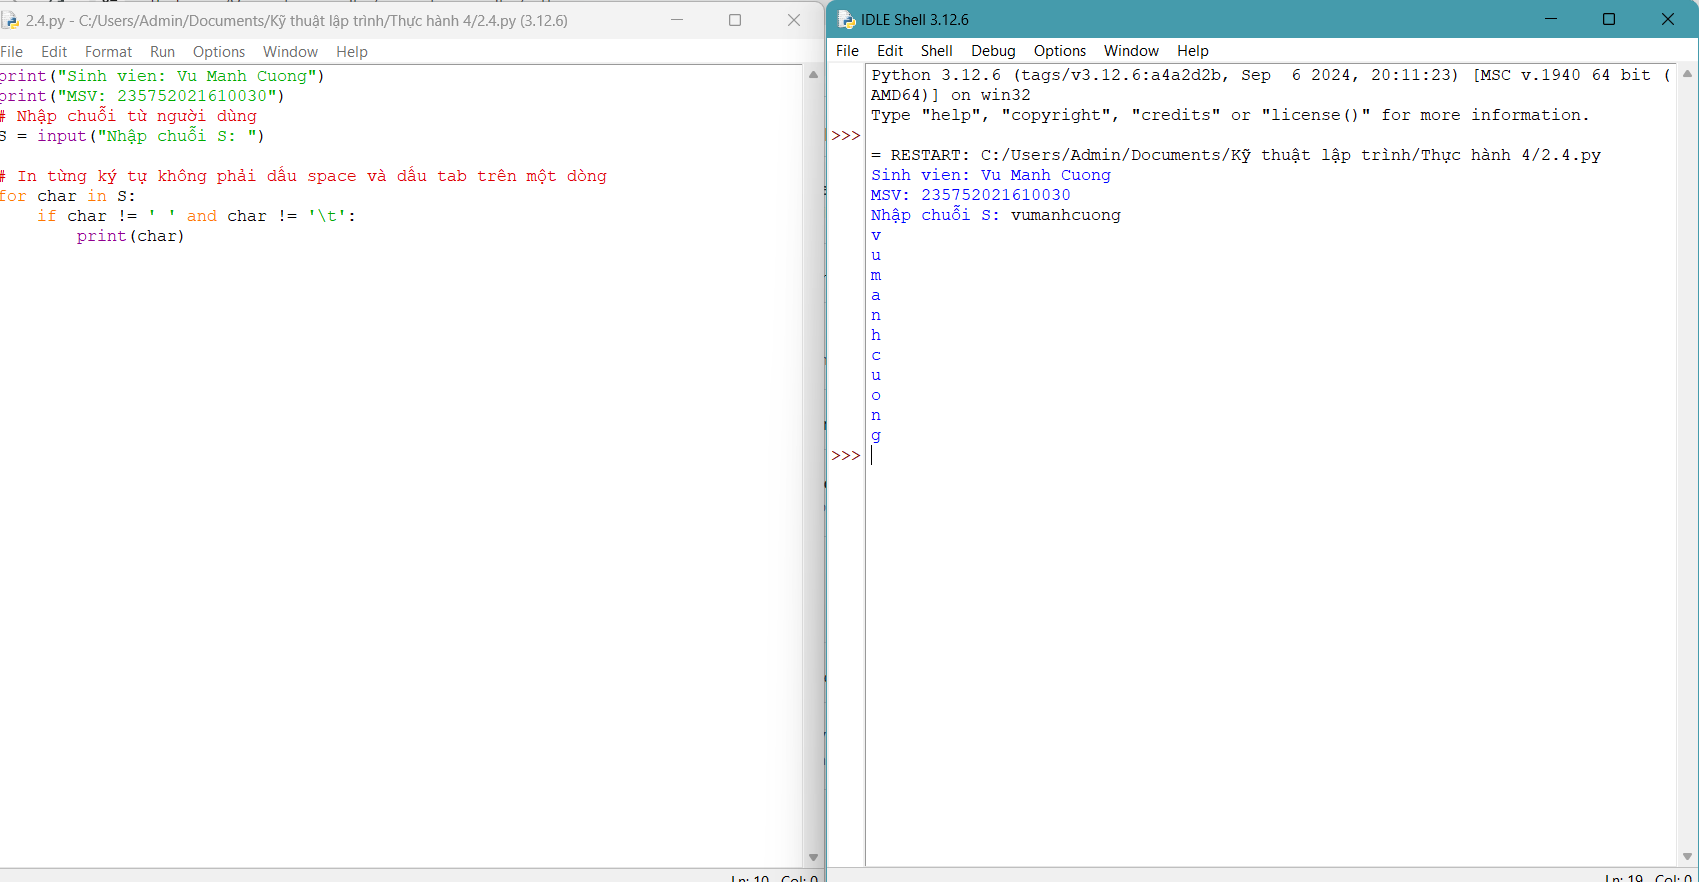 2.4.py - C:/Users/Admin/Documents/Kỹ thuật lập trình/Thực hành 4/2.4.py (3.12.6)
File Edit Format Run Options Window Help
print("Sinh vien: Vu Manh Cuong")
print("MSV: 235752021610030")
# Nhập chuỗi từ người dùng
S = input("Nhập chuỗi S: ")
# In từng ký tự không phải dấu space và dấu tab trên một dòng
for char in S:
    if char != ' ' and char != '\t':
        print(char)
Ln: 10 Col: 0
IDLE Shell 3.12.6
File Edit Shell Debug Options Window Help
Python 3.12.6 (tags/v3.12.6:a4a2d2b, Sep  6 2024, 20:11:23) [MSC v.1940 64 bit (
AMD64)] on win32
Type "help", "copyright", "credits" or "license()" for more information.
>>>
= RESTART: C:/Users/Admin/Documents/Kỹ thuật lập trình/Thực hành 4/2.4.py
Sinh vien: Vu Manh Cuong
MSV: 235752021610030
Nhập chuỗi S: vumanhcuong
v
u
m
a
n
h
c
u
o
n
g
>>>
Ln: 19 Col: 0